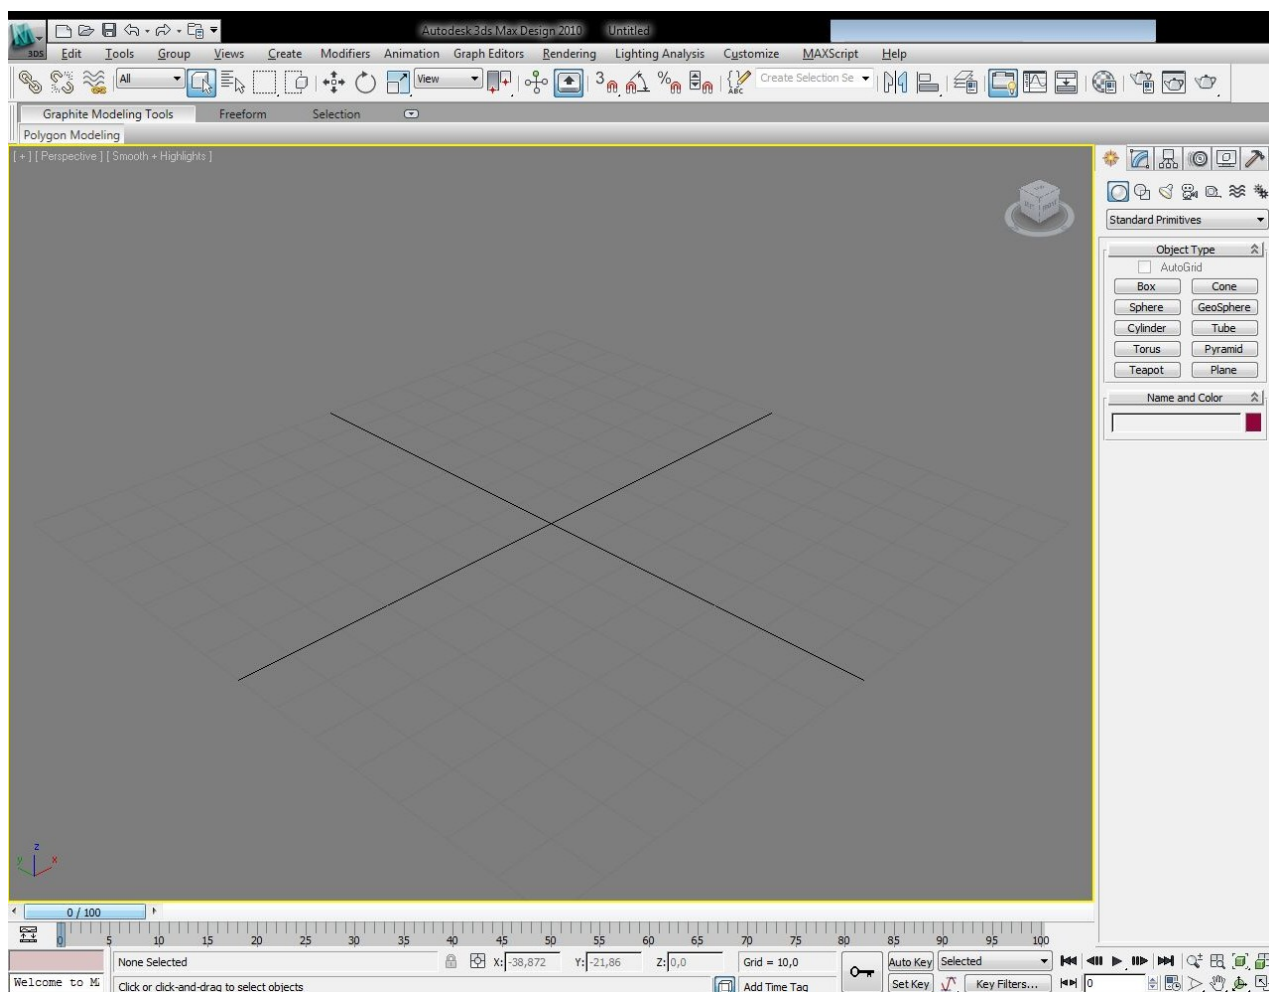 Autodesk 3ds Max Design 2010 Untitled
3DS Edit Tools Group Views Create Modifiers Animation Graph Editors Rendering Lighting Analysis Customize MAXScript Help
All View 3 % ABC Create Selection Se
Graphite Modeling Tools Freeform Selection
Polygon Modeling
[ + ] [ Perspective ] [ Smooth + Highlights ]
Standard Primitives
Object Type
AutoGrid
Box Cone
Sphere GeoSphere
Cylinder Tube
Torus Pyramid
Teapot Plane
Name and Color
z
y x
0 / 100
0 5 10 15 20 25 30 35 40 45 50 55 60 65 70 75 80 85 90 95 100
None Selected X: -38,872 Y: -21,86 Z: 0,0 Grid = 10,0 Auto Key Selected
Welcome to M Click or click-and-drag to select objects Add Time Tag Set Key Key Filters... 0